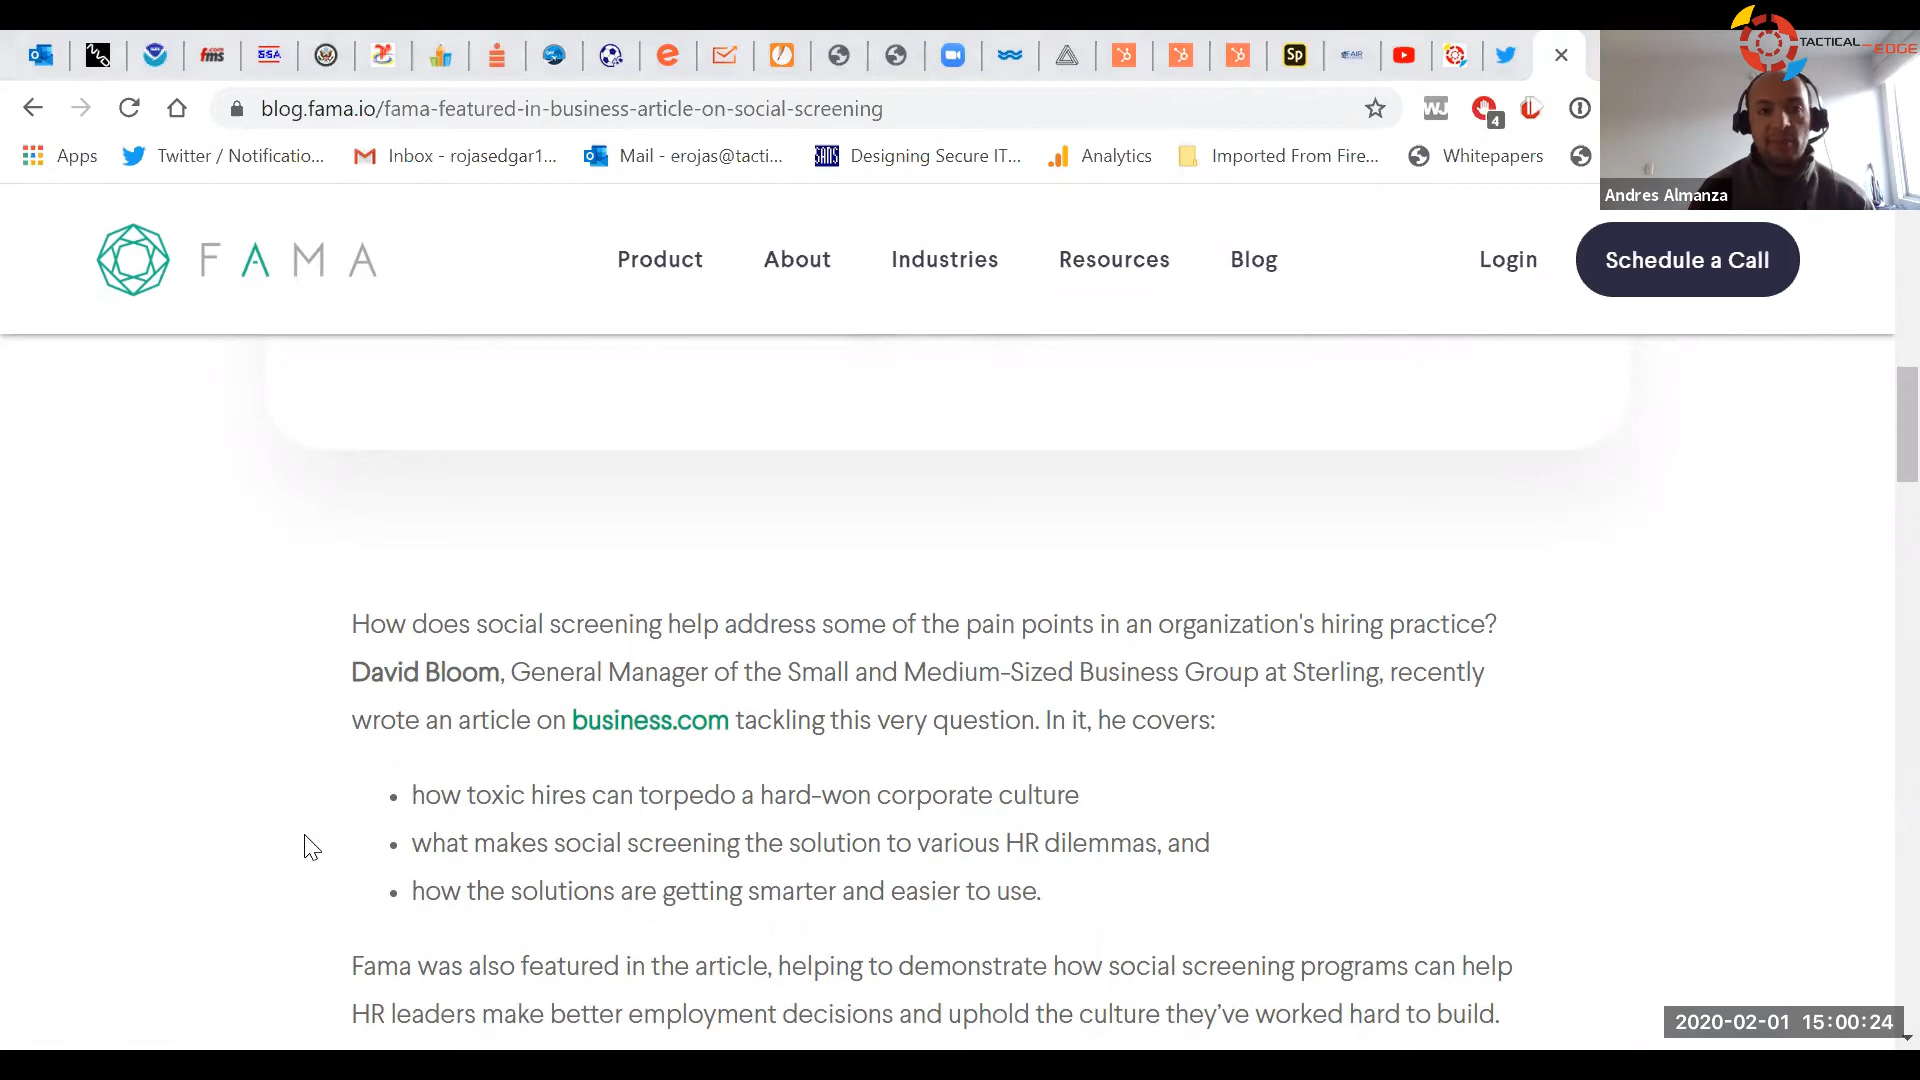 TACTICAL-EDGE
fms
SSA
Sp
FAIR
blog.fama.io/fama-featured-in-business-article-on-social-screening
WJ
4
Apps
Twitter / Notificatio...
Inbox - rojasedgar1...
Mail - erojas@tacti...
SANS
Designing Secure IT...
Analytics
Imported From Fire...
Whitepapers
Andres Almanza
FAMA
Product
About
Industries
Resources
Blog
Login
Schedule a Call
How does social screening help address some of the pain points in an organization's hiring practice?
David Bloom, General Manager of the Small and Medium-Sized Business Group at Sterling, recently
wrote an article on business.com tackling this very question. In it, he covers:
• how toxic hires can torpedo a hard-won corporate culture
• what makes social screening the solution to various HR dilemmas, and
• how the solutions are getting smarter and easier to use.
Fama was also featured in the article, helping to demonstrate how social screening programs can help
HR leaders make better employment decisions and uphold the culture they’ve worked hard to build.
2020-02-01 15:00:24